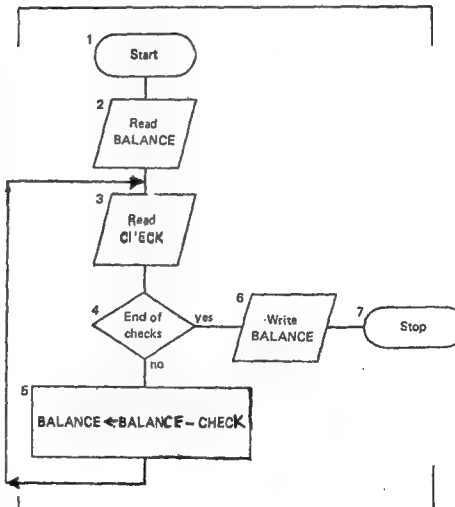 1
Start
2
Read
BALANCE
3
Read
CHECK
4
End of
checks
yes
no
5
BALANCE ← BALANCE – CHECK
6
Write
BALANCE
7
Stop